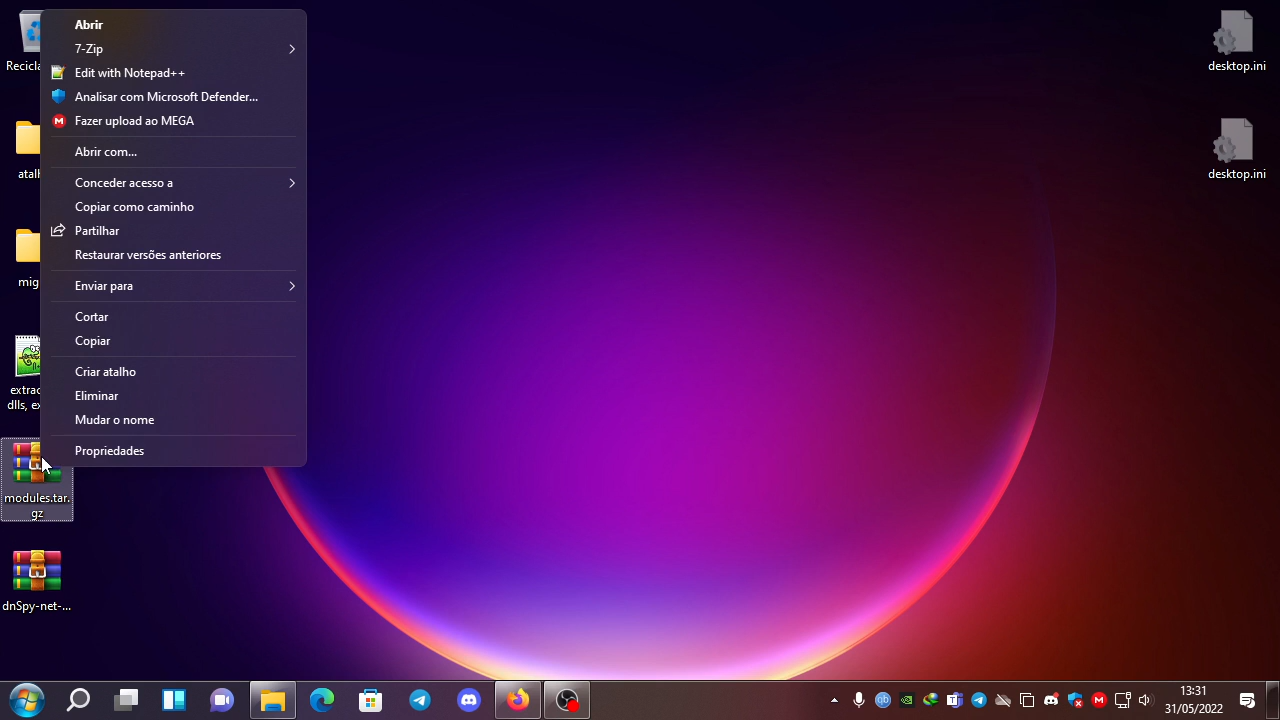 Abrir
7-Zip
Edit with Notepad++
Analisar com Microsoft Defender...
Fazer upload ao MEGA
Abrir com...
Conceder acesso a
Copiar como caminho
Partilhar
Restaurar versões anteriores
Enviar para
Cortar
Copiar
Criar atalho
Eliminar
Mudar o nome
Propriedades
Recicla
atalh
mig
extrac
dlls, ex
modules.tar.
gz
dnSpy-net-...
desktop.ini
desktop.ini
13:31
31/05/2022